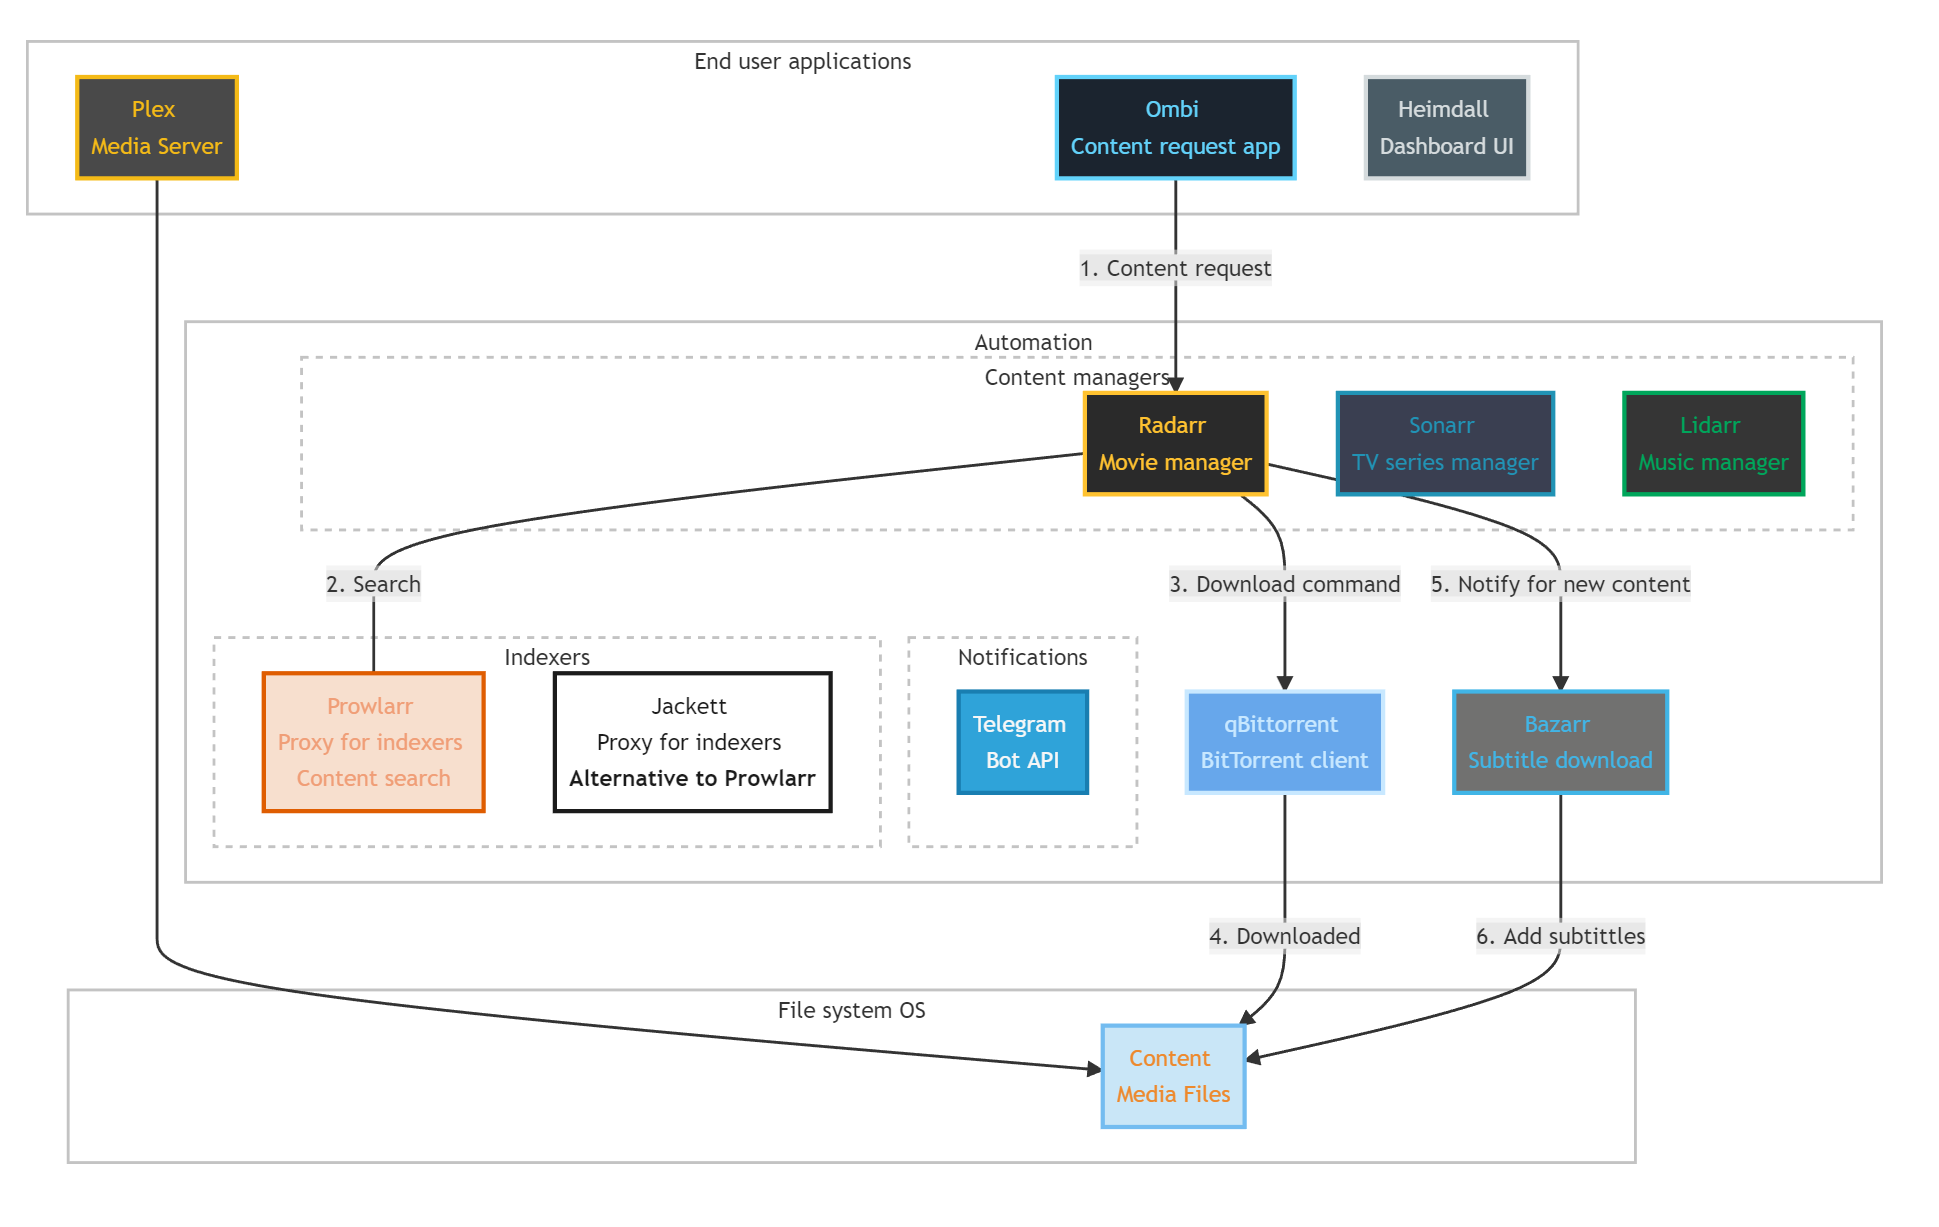 End user applications
Plex
Media Server
Ombi
Content request app
Heimdall
Dashboard UI
1. Content request
Automation
Content managers
Radarr
Movie manager
Sonarr
TV series manager
Lidarr
Music manager
2. Search
3. Download command
5. Notify for new content
Indexers
Prowlarr
Proxy for indexers
Content search
Jackett
Proxy for indexers
Alternative to Prowlarr
Notifications
Telegram
Bot API
qBittorrent
BitTorrent client
Bazarr
Subtitle download
4. Downloaded
6. Add subtittles
File system OS
Content
Media Files